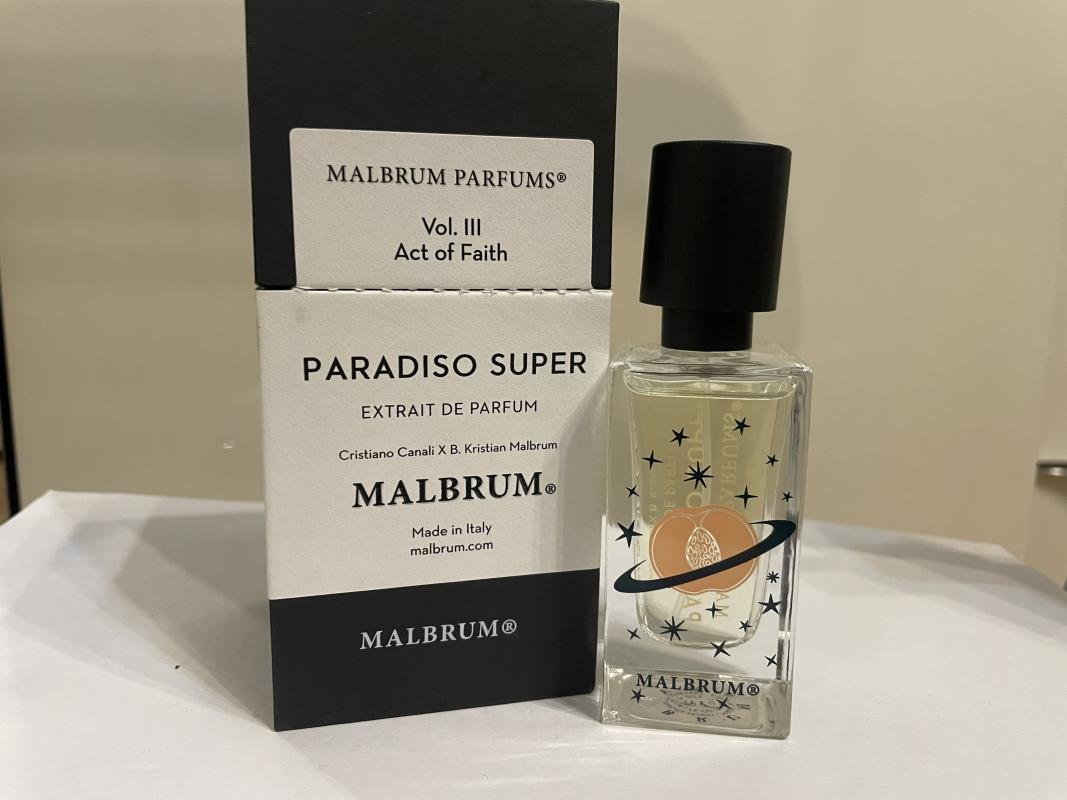 MALBRUM PARFUMS®
Vol. III
Act of Faith
PARADISO SUPER
EXTRAIT DE PARFUM
Cristiano Canali X B. Kristian Malbrum
MALBRUM®
Made in Italy
malbrum.com
MALBRUM®
MALBRUM®